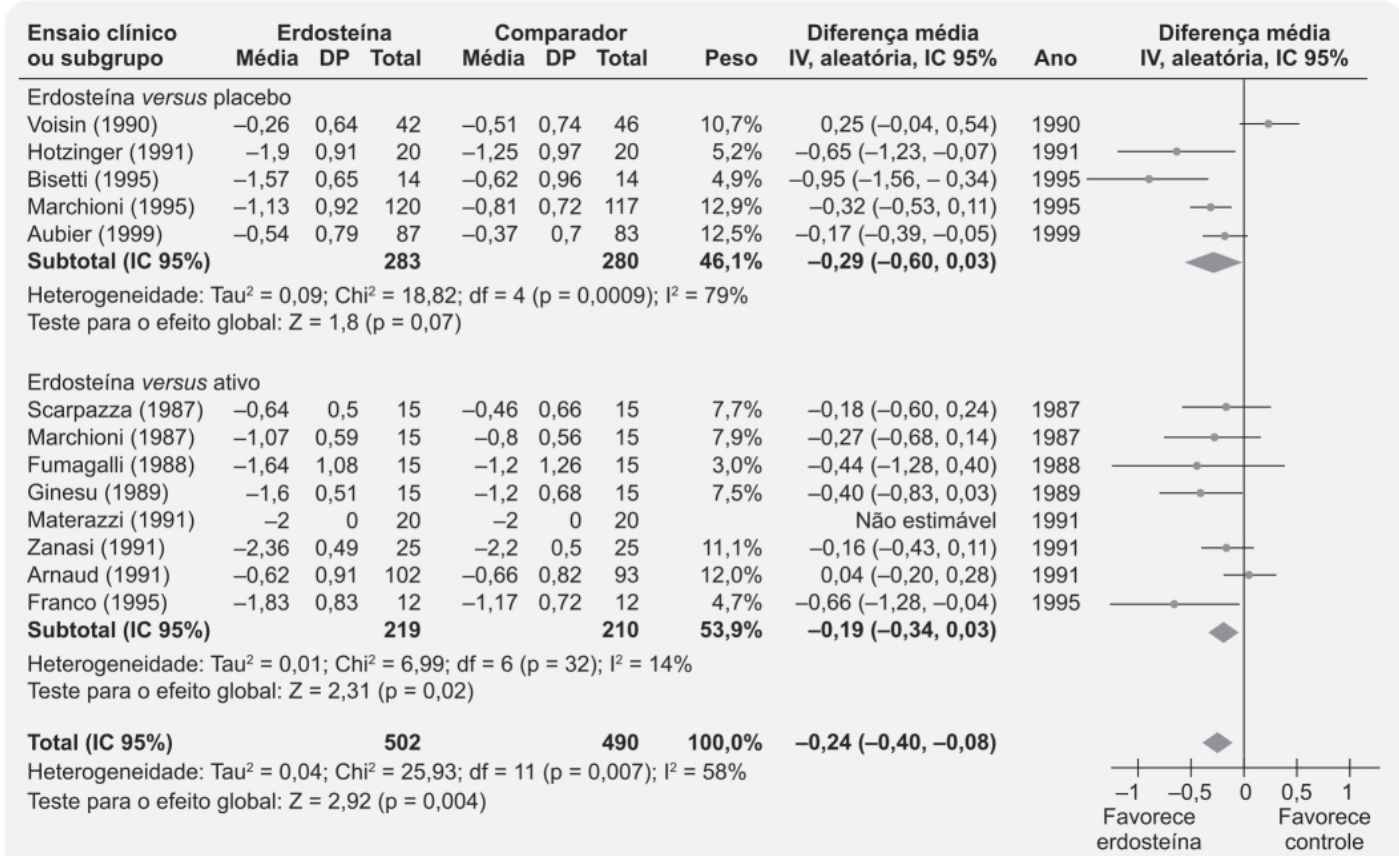 Ensaio clínico Erdosteína Comparador Diferença média Diferença média
ou subgrupo Média DP Total Média DP Total Peso IV, aleatória, IC 95% Ano IV, aleatória, IC 95%
Erdosteína versus placebo
Voisin (1990) –0,26 0,64 42 –0,51 0,74 46 10,7% 0,25 (–0,04, 0,54) 1990
Hotzinger (1991) –1,9 0,91 20 –1,25 0,97 20 5,2% –0,65 (–1,23, –0,07) 1991
Bisetti (1995) –1,57 0,65 14 –0,62 0,96 14 4,9% –0,95 (–1,56, – 0,34) 1995
Marchioni (1995) –1,13 0,92 120 –0,81 0,72 117 12,9% –0,32 (–0,53, 0,11) 1995
Aubier (1999) –0,54 0,79 87 –0,37 0,7 83 12,5% –0,17 (–0,39, –0,05) 1999
Subtotal (IC 95%) 283 280 46,1% –0,29 (–0,60, 0,03)
Heterogeneidade: Tau² = 0,09; Chi² = 18,82; df = 4 (p = 0,0009); I² = 79%
Teste para o efeito global: Z = 1,8 (p = 0,07)
Erdosteína versus ativo
Scarpazza (1987) –0,64 0,5 15 –0,46 0,66 15 7,7% –0,18 (–0,60, 0,24) 1987
Marchioni (1987) –1,07 0,59 15 –0,8 0,56 15 7,9% –0,27 (–0,68, 0,14) 1987
Fumagalli (1988) –1,64 1,08 15 –1,2 1,26 15 3,0% –0,44 (–1,28, 0,40) 1988
Ginesu (1989) –1,6 0,51 15 –1,2 0,68 15 7,5% –0,40 (–0,83, 0,03) 1989
Materazzi (1991) –2 0 20 –2 0 20 Não estimável 1991
Zanasi (1991) –2,36 0,49 25 –2,2 0,5 25 11,1% –0,16 (–0,43, 0,11) 1991
Arnaud (1991) –0,62 0,91 102 –0,66 0,82 93 12,0% 0,04 (–0,20, 0,28) 1991
Franco (1995) –1,83 0,83 12 –1,17 0,72 12 4,7% –0,66 (–1,28, –0,04) 1995
Subtotal (IC 95%) 219 210 53,9% –0,19 (–0,34, 0,03)
Heterogeneidade: Tau² = 0,01; Chi² = 6,99; df = 6 (p = 32); I² = 14%
Teste para o efeito global: Z = 2,31 (p = 0,02)
Total (IC 95%) 502 490 100,0% –0,24 (–0,40, –0,08)
Heterogeneidade: Tau² = 0,04; Chi² = 25,93; df = 11 (p = 0,007); I² = 58%
Teste para o efeito global: Z = 2,92 (p = 0,004)
–1 –0,5 0 0,5 1
Favorece Favorece
erdosteína controle